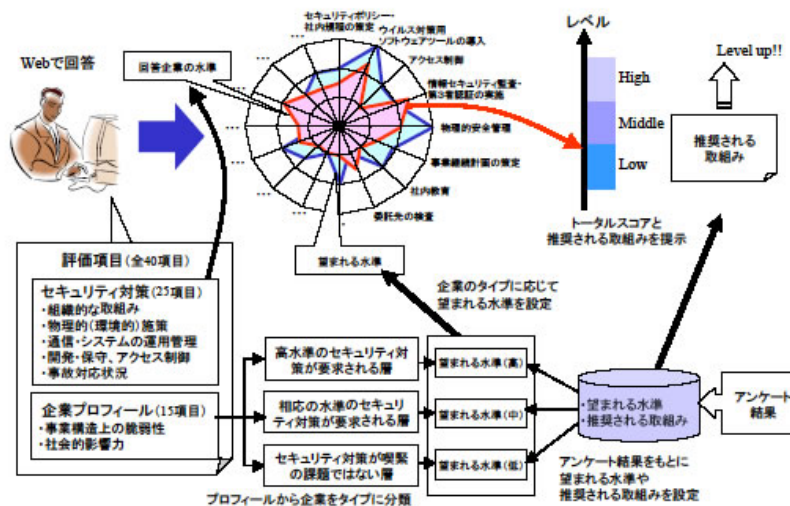 Webで回答
回答企業の水準
セキュリティポリシー・
社内規程の策定
ウイルス対策用
ソフトウェアツールの導入
アクセス制御
情報セキュリティ監査・
第3者認証の実施
物理的安全管理
事業継続計画の策定
社内教育
委託先の検査
望まれる水準
レベル
High
Middle
Low
Level up!!
推奨される
取組み
トータルスコアと
推奨される取組みを提示
評価項目(全40項目)
セキュリティ対策(25項目)
・組織的な取組み
・物理的(環境的)施策
・通信・システムの運用管理
・開発・保守、アクセス制御
・事故対応状況
企業プロフィール(15項目)
・事業構造上の脆弱性
・社会的影響力
企業のタイプに応じて
望まれる水準を設定
高水準のセキュリティ対
策が要求される層
相応の水準のセキュリ
ティ対策が要求される層
セキュリティ対策が喫緊
の課題ではない層
プロフィールから企業をタイプに分類
望まれる水準(高)
望まれる水準(中)
望まれる水準(低)
・望まれる水準
・推奨される取組み
アンケート
結果
アンケート結果をもとに
望まれる水準や
推奨される取組みを設定